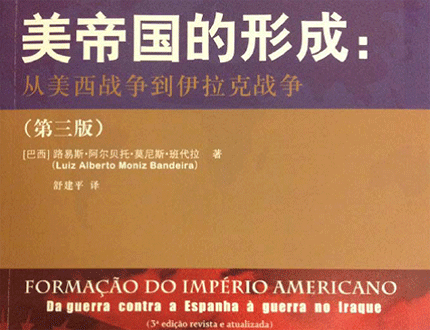 美帝国的形成：
从美西战争到伊拉克战争
（第三版）
[巴西] 路易斯·阿尔贝托·莫尼斯·班代拉 著
（Luiz Alberto Moniz Bandeira）
舒建平 译
FORMAÇÃO DO IMPÉRIO AMERICANO
Da guerra contra a Espanha à guerra no Iraque
(3ª edição revista e atualizada)